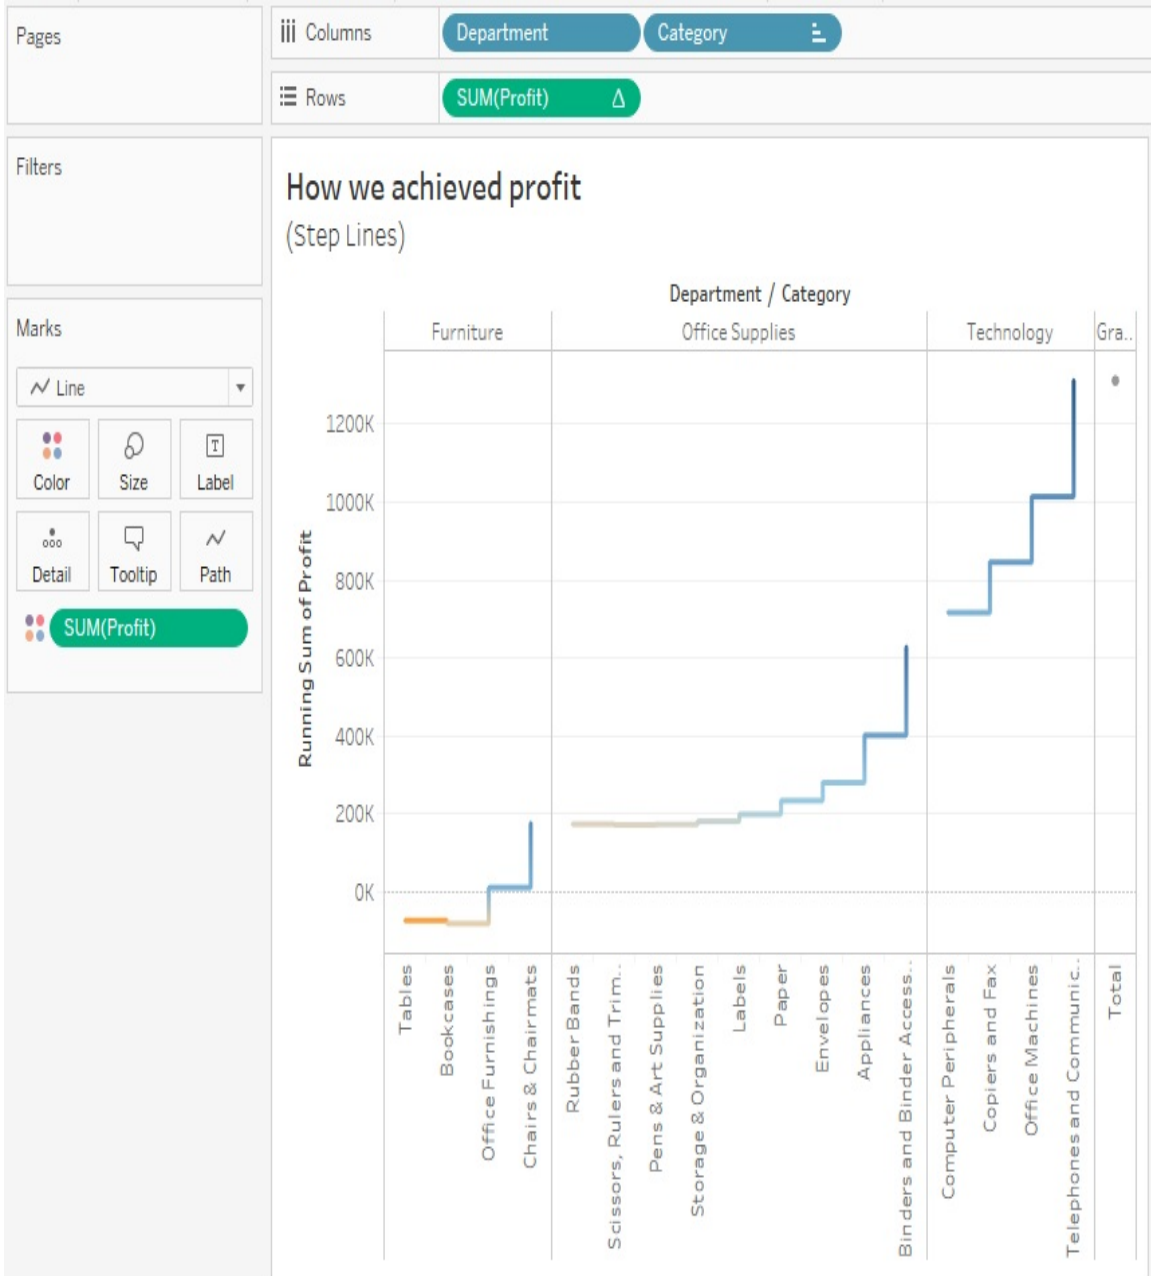 Pages
Columns
Department
Category
Rows
SUM(Profit) Δ
Filters
Marks
Line
Color
Size
Label
Detail
Tooltip
Path
SUM(Profit)
How we achieved profit
(Step Lines)
Department / Category
Furniture
Office Supplies
Technology
Gra..
Running Sum of Profit
1200K
1000K
800K
600K
400K
200K
0K
Tables
Bookcases
Office Furnishings
Chairs & Chairmats
Rubber Bands
Scissors, Rulers and Trim..
Pens & Art Supplies
Storage & Organization
Labels
Paper
Envelopes
Appliances
Binders and Binder Access..
Computer Peripherals
Copiers and Fax
Office Machines
Telephones and Communic..
Total